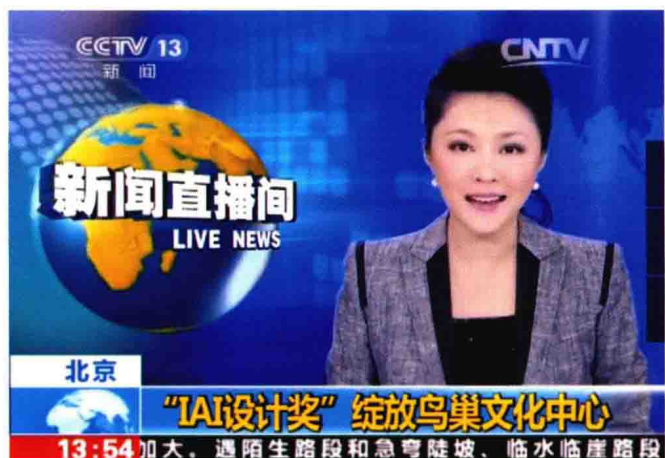 CCTV 13
新闻
CNTV
新闻直播间
LIVE NEWS
北京
“IAI设计奖”绽放鸟巢文化中心
13:54 加大。遇陌生路段和急弯陡坡、临水临崖路段